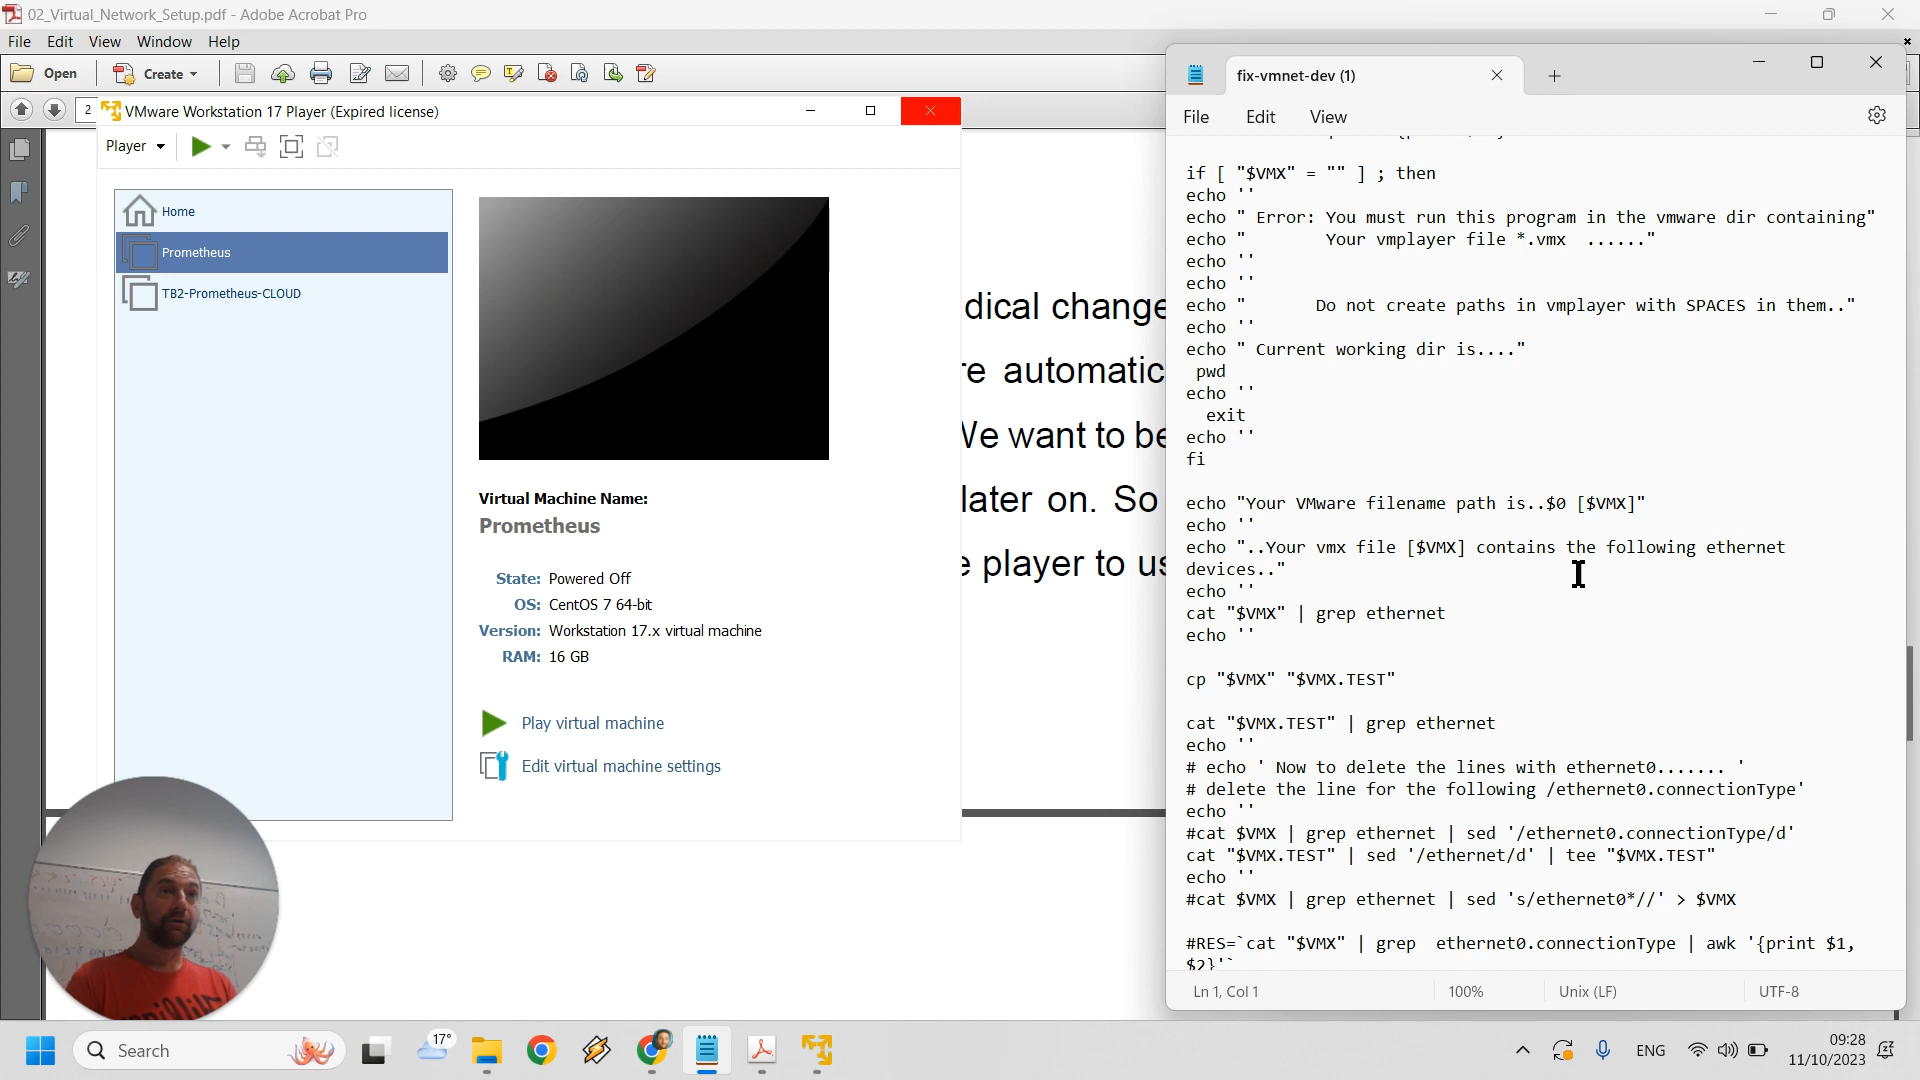 02_Virtual_Network_Setup.pdf - Adobe Acrobat Pro
File Edit View Window Help
Open Create
2
VMware Workstation 17 Player (Expired license)
Player
Home
Prometheus
TB2-Prometheus-CLOUD
Virtual Machine Name:
Prometheus
State: Powered Off
OS: CentOS 7 64-bit
Version: Workstation 17.x virtual machine
RAM: 16 GB
Play virtual machine
Edit virtual machine settings
dical change
re automatic
We want to be
later on. So
e player to us
fix-vmnet-dev (1)
File Edit View
if [ "$VMX" = "" ] ; then
echo ''
echo " Error: You must run this program in the vmware dir containing"
echo " Your vmplayer file *.vmx ......"
echo ''
echo ''
echo " Do not create paths in vmplayer with SPACES in them.."
echo ''
echo " Current working dir is...."
pwd
echo ''
exit
echo ''
fi
echo "Your VMware filename path is..$0 [$VMX]"
echo ''
echo "..Your vmx file [$VMX] contains the following ethernet
devices.."
echo ''
cat "$VMX" | grep ethernet
echo ''
cp "$VMX" "$VMX.TEST"
cat "$VMX.TEST" | grep ethernet
echo ''
# echo ' Now to delete the lines with ethernet0....... '
# delete the line for the following /ethernet0.connectionType'
echo ''
#cat $VMX | grep ethernet | sed '/ethernet0.connectionType/d'
cat "$VMX.TEST" | sed '/ethernet/d' | tee "$VMX.TEST"
echo ''
#cat $VMX | grep ethernet | sed 's/ethernet0*//' > $VMX
#RES=`cat "$VMX" | grep ethernet0.connectionType | awk '{print $1,
$2}'`
Ln 1, Col 1 100% Unix (LF) UTF-8
Search
17°
ENG
09:28
11/10/2023